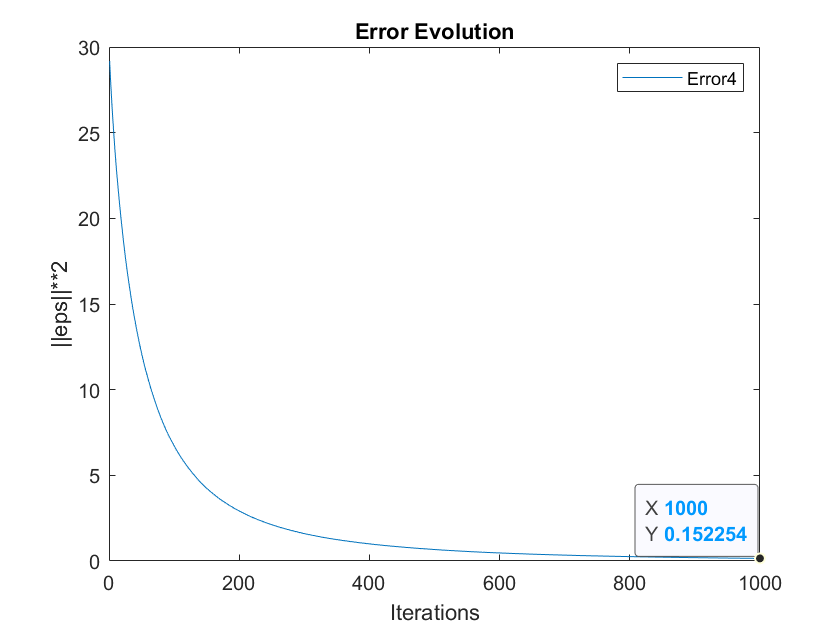 Error Evolution
30
25
20
15
10
5
0
||eps||**2
Error4
X 1000
Y 0.152254
0 200 400 600 800 1000
Iterations